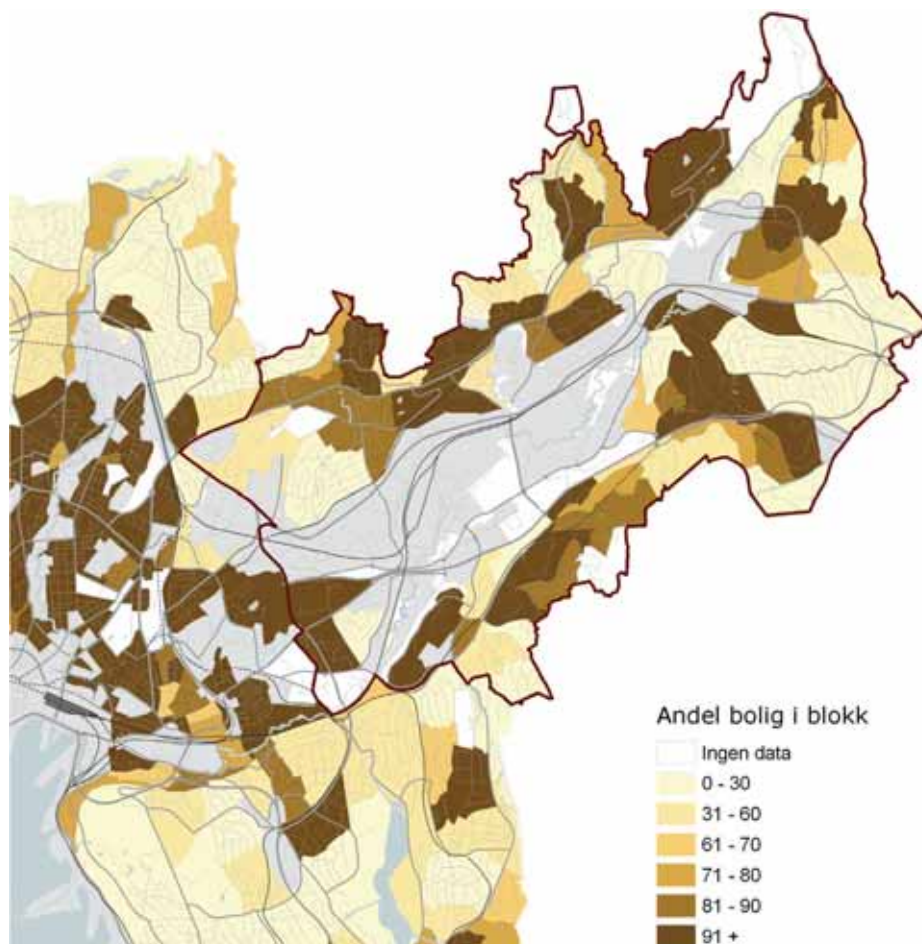 Andel bolig i blokk
Ingen data
0 - 30
31 - 60
61 - 70
71 - 80
81 - 90
91 +